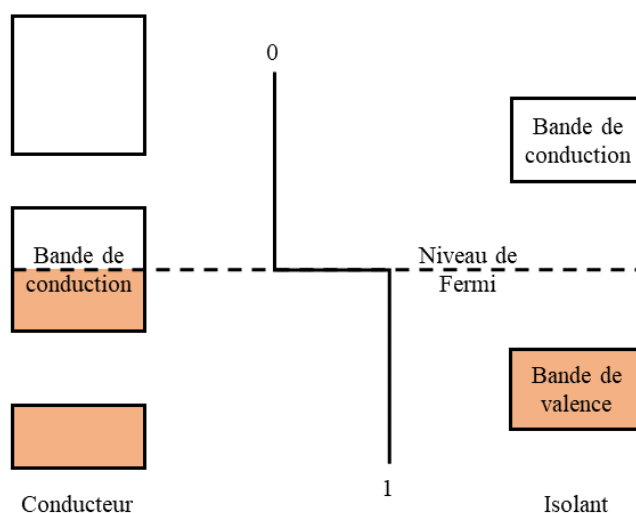 0
Bande de
conduction
Bande de
conduction
Niveau de
Fermi
Bande de
valence
1
Conducteur
Isolant